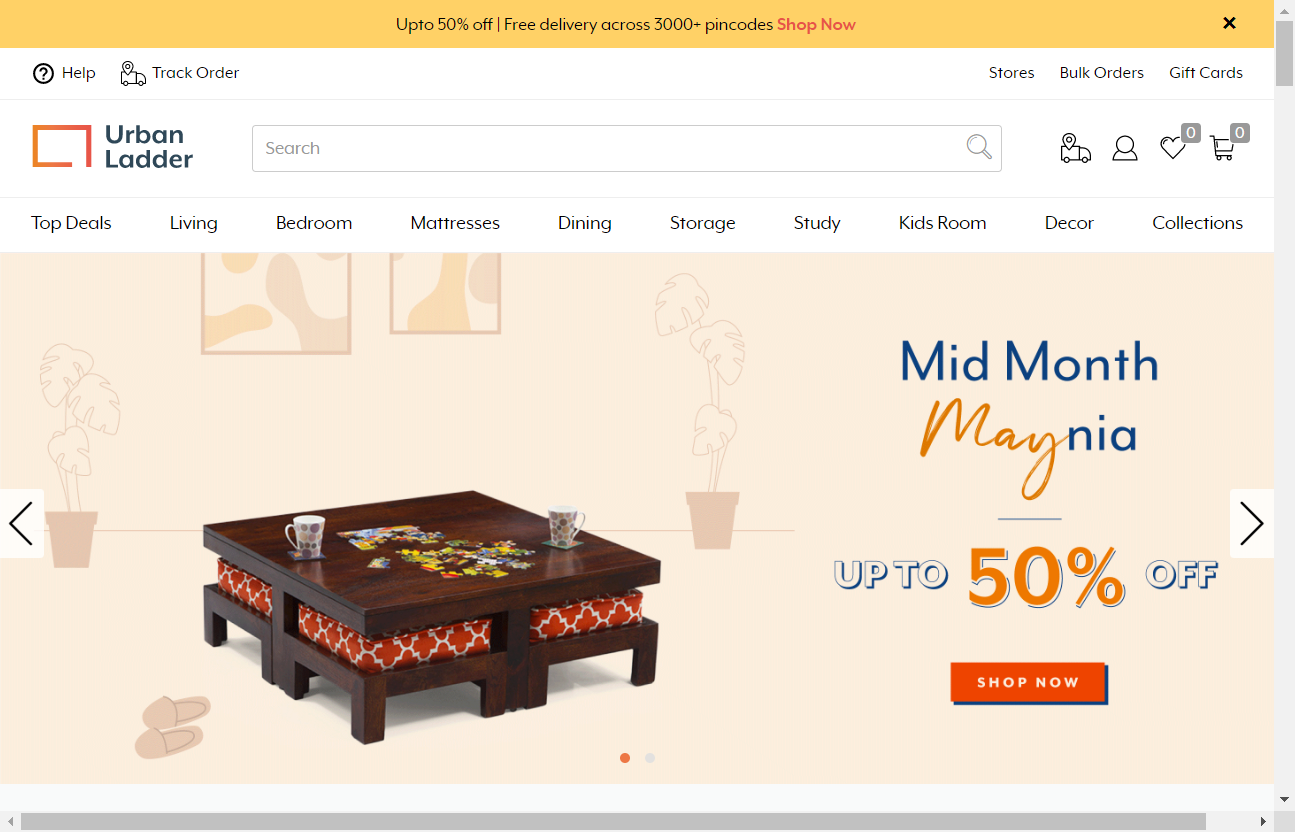 Upto 50% off | Free delivery across 3000+ pincodes Shop Now
Help
Track Order
Stores
Bulk Orders
Gift Cards
Urban
Ladder
Search
0
0
Top Deals
Living
Bedroom
Mattresses
Dining
Storage
Study
Kids Room
Decor
Collections
Mid Month
Maynia
UP TO 50% OFF
SHOP NOW